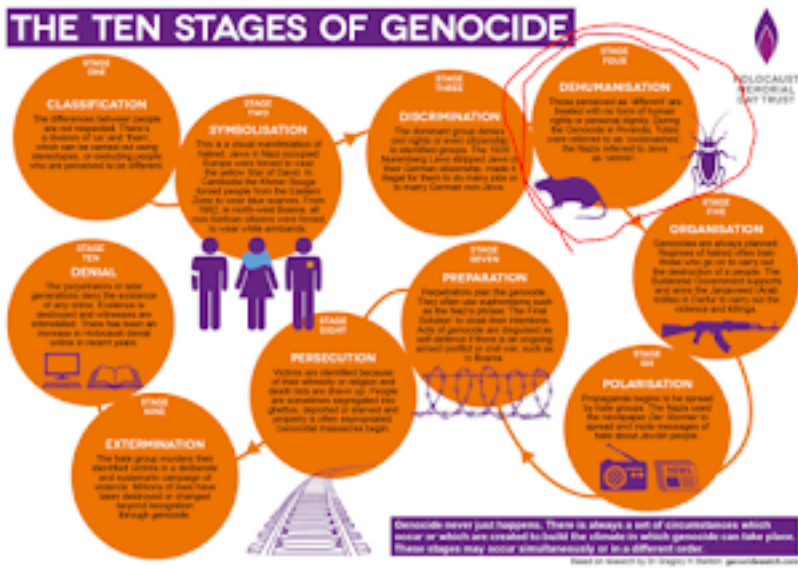 THE TEN STAGES OF GENOCIDE
HOLOCAUST
MEMORIAL
DAY TRUST
STAGE
ONE
CLASSIFICATION
The differences between people
are not respected. There's
a division of 'us' and 'them',
which can be carried out using
stereotypes, or excluding people
who are perceived to be different.
STAGE
TWO
SYMBOLISATION
This is a visual manifestation of
hatred. Jews in Nazi occupied
Europe were forced to wear
the yellow Star of David. In
Cambodia the Khmer Rouge
forced people from the Eastern
Zone to wear blue scarves. From
1992, in north-west Bosnia, all
non-Serbian citizens were forced
to wear white armbands.
STAGE
THREE
DISCRIMINATION
The dominant group denies
civil rights or even citizenship
to identified groups. The 1935
Nuremberg Laws stripped Jews of
their German citizenship, made it
illegal for them to do many jobs or
to marry German non-Jews.
STAGE
FOUR
DEHUMANISATION
Those perceived as 'different' are
treated with no form of human
rights or personal dignity. During
the Genocide in Rwanda, Tutsis
were referred to as 'cockroaches';
the Nazis referred to Jews
as 'vermin'.
STAGE
FIVE
ORGANISATION
Genocides are always planned.
Regimes of hatred often train
those who go on to carry out
the destruction of a people. The
Sudanese Government supports
and arms the Janjaweed (Arab
militia) in Darfur to carry out the
violence and killings.
STAGE
SIX
POLARISATION
Propaganda begins to be spread
by hate groups. The Nazis used
the newspaper Der Stürmer to
spread and incite messages of
hate about Jewish people.
NEWS
STAGE
SEVEN
PREPARATION
Perpetrators plan the genocide.
They often use euphemisms such
as the Nazi's phrase 'The Final
Solution' to cloak their intentions.
Acts of genocide are disguised as
self-defence if there is an ongoing
armed conflict or civil war, such as
in Bosnia.
STAGE
EIGHT
PERSECUTION
Victims are identified because
of their ethnicity or religion and
death lists are drawn up. People
are sometimes segregated into
ghettos, deported or starved and
property is often expropriated.
Genocidal massacres begin.
STAGE
NINE
EXTERMINATION
The hate group murders their
identified victims in a deliberate
and systematic campaign of
violence. Millions of lives have
been destroyed or changed
beyond recognition
through genocide.
STAGE
TEN
DENIAL
The perpetrators or later
generations deny the existence
of any crime. Evidence is
destroyed and witnesses are
intimidated. There has been an
increase in Holocaust denial
online in recent years.
Genocide never just happens. There is always a set of circumstances which
occur or which are created to build the climate in which genocide can take place.
These stages may occur simultaneously or in a different order.
Based on research by Dr Gregory H Stanton. genocidewatch.com